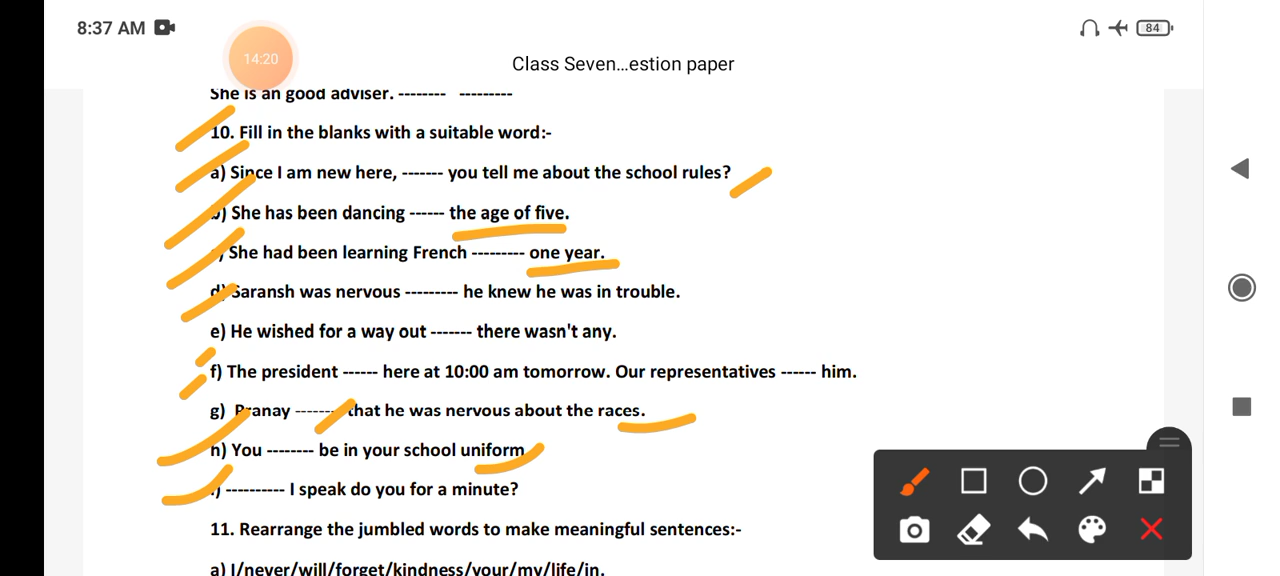 8:37 AM
84
14:20
Class Seven...estion paper
She is an good adviser. -------- ---------
10. Fill in the blanks with a suitable word:-
a) Since I am new here, ------- you tell me about the school rules?
b) She has been dancing ------ the age of five.
c) She had been learning French --------- one year.
d) Saransh was nervous --------- he knew he was in trouble.
e) He wished for a way out ------- there wasn't any.
f) The president ------ here at 10:00 am tomorrow. Our representatives ------ him.
g) Pranay ------- that he was nervous about the races.
h) You -------- be in your school uniform
i) ---------- I speak do you for a minute?
11. Rearrange the jumbled words to make meaningful sentences:-
a) I/never/will/forget/kindness/your/my/life/in.